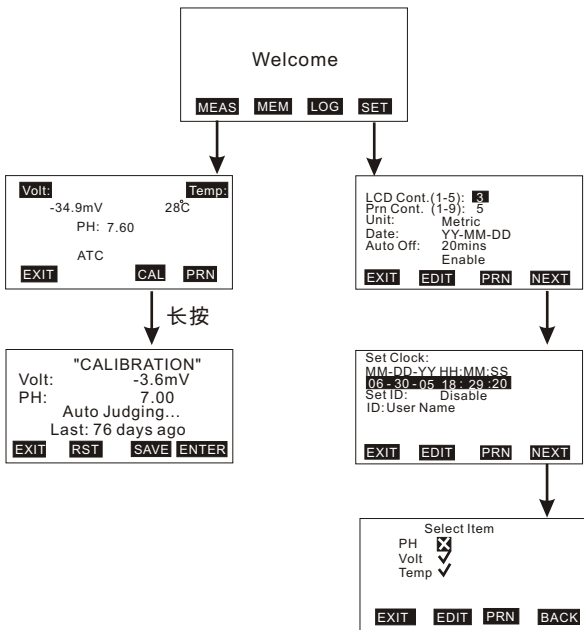 Welcome
MEAS MEM LOG SET
Volt: Temp:
-34.9mV 28℃
PH: 7.60
ATC
EXIT CAL PRN
长按
"CALIBRATION"
Volt: -3.6mV
PH: 7.00
Auto Judging...
Last: 76 days ago
EXIT RST SAVE ENTER
LCD Cont.(1-5): 3
Prn Cont. (1-9): 5
Unit: Metric
Date: YY-MM-DD
Auto Off: 20mins
Enable
EXIT EDIT PRN NEXT
Set Clock:
MM-DD-YY HH:MM:SS
06-30-05 18:29:20
Set ID: Disable
ID:User Name
EXIT EDIT PRN NEXT
Select Item
PH
Volt
Temp
EXIT EDIT PRN BACK